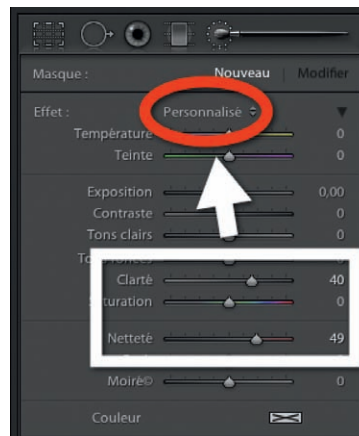 Masque : Nouveau | Modifier
Effet : Personnalisé
Température 0
Teinte 0
Exposition 0,00
Contraste 0
Tons clairs 0
Clarté 40
Saturation 0
Netteté 49
Moiré© 0
Couleur